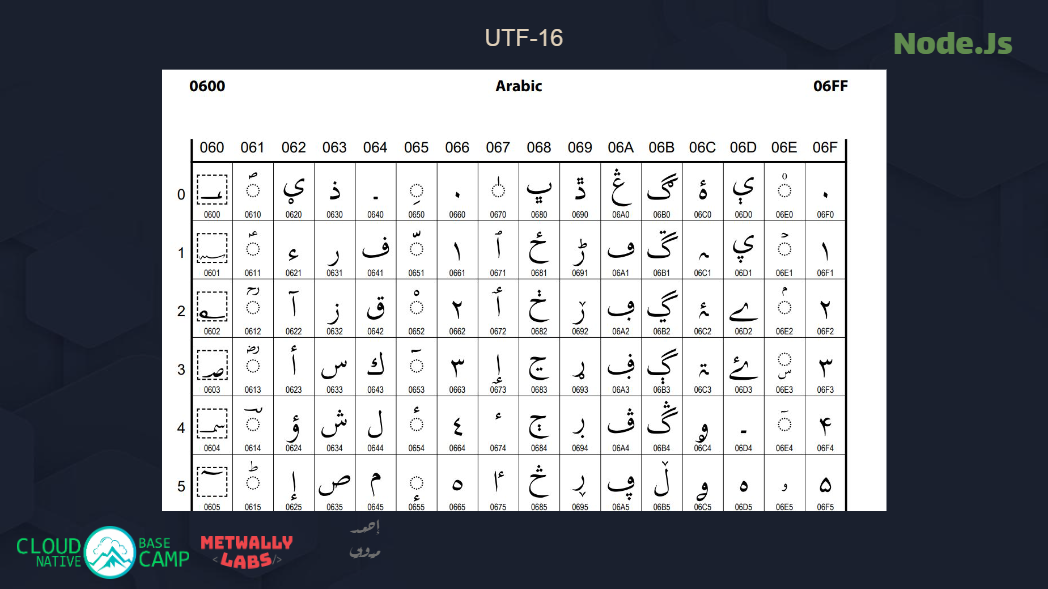 UTF-16
Node.Js
0600 Arabic 06FF
060 061 062 063 064 065 066 067 068 069 06A 06B 06C 06D 06E 06F
0 ؀ ؐ ؠ ذ ـ ِ ٠ ٰ ڀ ڐ ڠ ڰ ۀ ې ۠ ۰
0600 0610 0620 0630 0640 0650 0660 0670 0680 0690 06A0 06B0 06C0 06D0 06E0 06F0
1 ؁ ؑ ء ر ف ّ ١ ٱ ځ ڑ ڡ ڱ ہ ۑ ۡ ۱
0601 0611 0621 0631 0641 0651 0661 0671 0681 0691 06A1 06B1 06C1 06D1 06E1 06F1
2 ؂ ؒ آ ز ق ْ ٢ ٲ ڂ ڒ ڢ ڲ ۂ ے ۢ ۲
0602 0612 0622 0632 0642 0652 0662 0672 0682 0692 06A2 06B2 06C2 06D2 06E2 06F2
3 ؃ ؓ أ س ك ٓ ٣ ٳ ڃ ړ ڣ ڳ ۃ ۓ ۣ ۳
0603 0613 0623 0633 0643 0653 0663 0673 0683 0693 06A3 06B3 06C3 06D3 06E3 06F3
4 ؄ ؔ ؤ ش ل ٔ ٤ ٴ ڄ ڔ ڤ ڴ ۄ ۔ ۤ ۴
0604 0614 0624 0634 0644 0654 0664 0674 0684 0694 06A4 06B4 06C4 06D4 06E4 06F4
5 ؅ ؕ إ ص م ٕ ٥ ٵ څ ڕ ڥ ڵ ۅ ە ۥ ۵
0605 0615 0625 0635 0645 0655 0665 0675 0685 0695 06A5 06B5 06C5 06D5 06E5 06F5
CLOUD NATIVE BASE CAMP
METWALLY
<LABS/>
أحمد